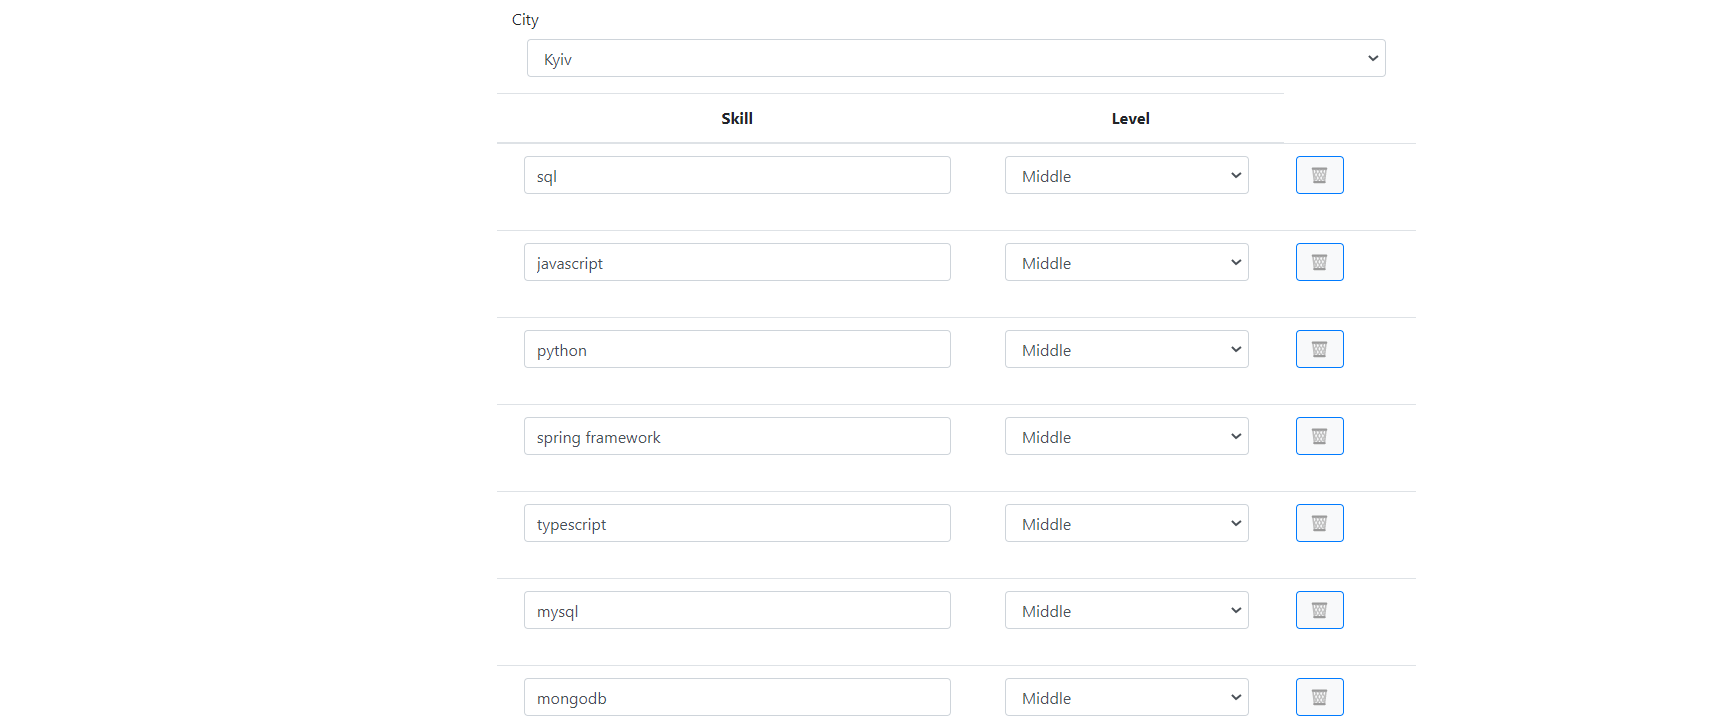 City
Kyiv
Skill Level
sql Middle
javascript Middle
python Middle
spring framework Middle
typescript Middle
mysql Middle
mongodb Middle